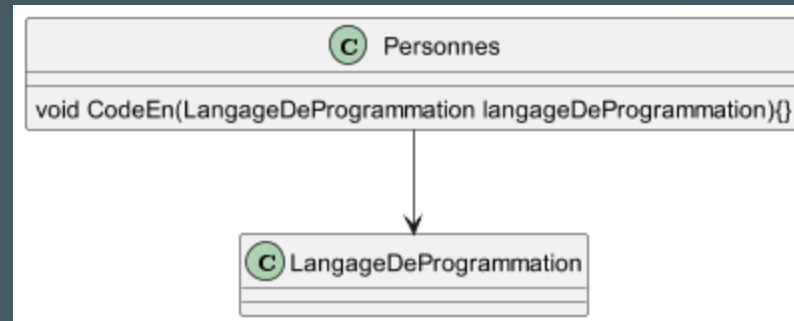 C Personnes
void CodeEn(LangageDeProgrammation langageDeProgrammation){}
C LangageDeProgrammation